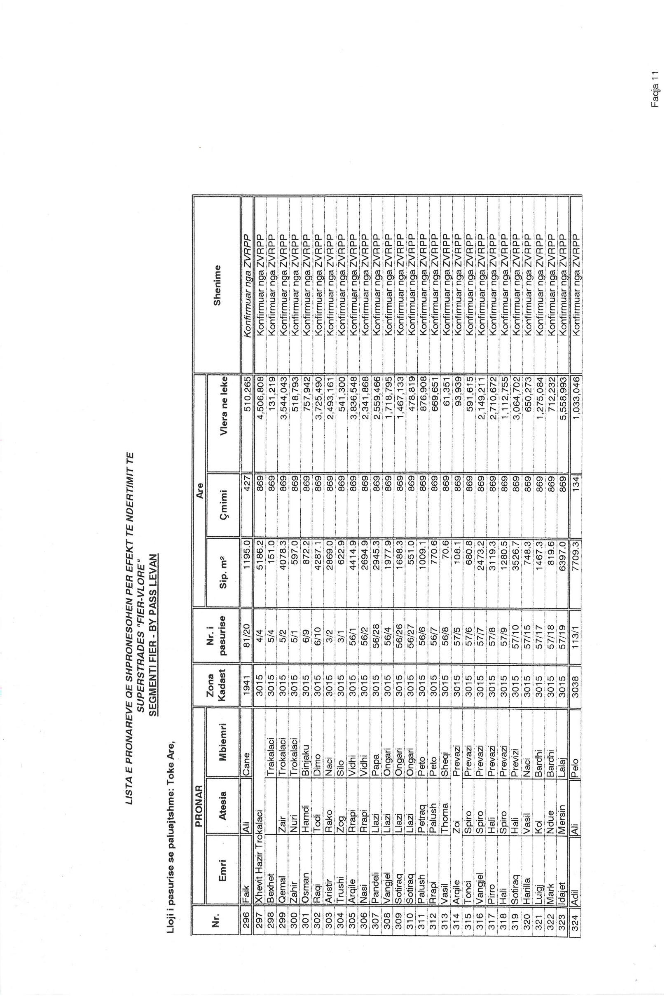 LISTA E PRONAREVE QE SHPRONESOHEN PER EFEKT TE NDERTIMIT TE
SUPERSTRADES "FIER-VLORE"
SEGMENTI FIER - BY PASS LEVAN
Lloji i pasurise se paluajtshme: Toke Are,
Nr. PRONAR Zona Kadast Nr. i pasurise Are Shenime
Emri Atesia Mbiemri Sip. m² Çmimi Vlera ne leke
296 Faik Ali Cane 1941 81/20 1195.0 427 510,265 Konfirmuar nga ZVRPP
297 Xhevit Hazir Trokalaci 3015 4/4 5186.2 869 4,506,808 Konfirmuar nga ZVRPP
298 Bexhet Trakalaci 3015 5/4 151.0 869 131,219 Konfirmuar nga ZVRPP
299 Qemal Zair Trokalaci 3015 5/2 4078.3 869 3,544,043 Konfirmuar nga ZVRPP
300 Zahir Nuri Trokalaci 3015 5/1 597.0 869 518,793 Konfirmuar nga ZVRPP
301 Osman Hamdi Binjaku 3015 6/9 872.2 869 757,942 Konfirmuar nga ZVRPP
302 Raqi Todi Dimo 3015 6/10 4287.1 869 3,725,490 Konfirmuar nga ZVRPP
303 Aristir Rako Naci 3015 3/2 2869.0 869 2,493,161 Konfirmuar nga ZVRPP
304 Trushi Zog Silo 3015 3/1 622.9 869 541,300 Konfirmuar nga ZVRPP
305 Arqile Rrapi Vidhi 3015 56/1 4414.9 869 3,836,548 Konfirmuar nga ZVRPP
306 Nasi Rrapi Vidhi 3015 56/2 2694.9 869 2,341,868 Konfirmuar nga ZVRPP
307 Pandeli Llazi Papa 3015 56/28 2945.3 869 2,559,466 Konfirmuar nga ZVRPP
308 Vangjel Llazi Ongari 3015 56/4 1977.9 869 1,718,795 Konfirmuar nga ZVRPP
309 Sotiraq Llazi Ongari 3015 56/26 1688.3 869 1,467,133 Konfirmuar nga ZVRPP
310 Sotiraq Llazi Ongari 3015 56/27 551.0 869 478,819 Konfirmuar nga ZVRPP
311 Palush Petraq Peto 3015 56/6 1009.1 869 876,908 Konfirmuar nga ZVRPP
312 Rrapi Palush Peto 3015 56/7 770.6 869 669,651 Konfirmuar nga ZVRPP
313 Vasil Thoma Sheqi 3015 56/8 70.6 869 61,351 Konfirmuar nga ZVRPP
314 Arqile Zoi Prevazi 3015 57/5 108.1 869 93,939 Konfirmuar nga ZVRPP
315 Tonci Spiro Prevazi 3015 57/6 680.8 869 591,615 Konfirmuar nga ZVRPP
316 Vangjel Spiro Prevazi 3015 57/7 2473.2 869 2,149,211 Konfirmuar nga ZVRPP
317 Pirro Hali Prevazi 3015 57/8 3119.3 869 2,710,672 Konfirmuar nga ZVRPP
318 Hali Spiro Prevazi 3015 57/9 1280.5 869 1,112,755 Konfirmuar nga ZVRPP
319 Sotiraq Hali Previzi 3015 57/10 3526.7 869 3,064,702 Konfirmuar nga ZVRPP
320 Harilla Vasil Naci 3015 57/15 748.3 869 650,273 Konfirmuar nga ZVRPP
321 Luigj Kol Bardhi 3015 57/17 1467.3 869 1,275,084 Konfirmuar nga ZVRPP
322 Mark Ndue Bardhi 3015 57/18 819.6 869 712,232 Konfirmuar nga ZVRPP
323 Idajet Mersin Lalaj 3015 57/19 6397.0 869 5,558,993 Konfirmuar nga ZVRPP
324 Adil Ali Pelo 3038 113/1 7709.3 134 1,033,046 Konfirmuar nga ZVRPP
Faqja 11